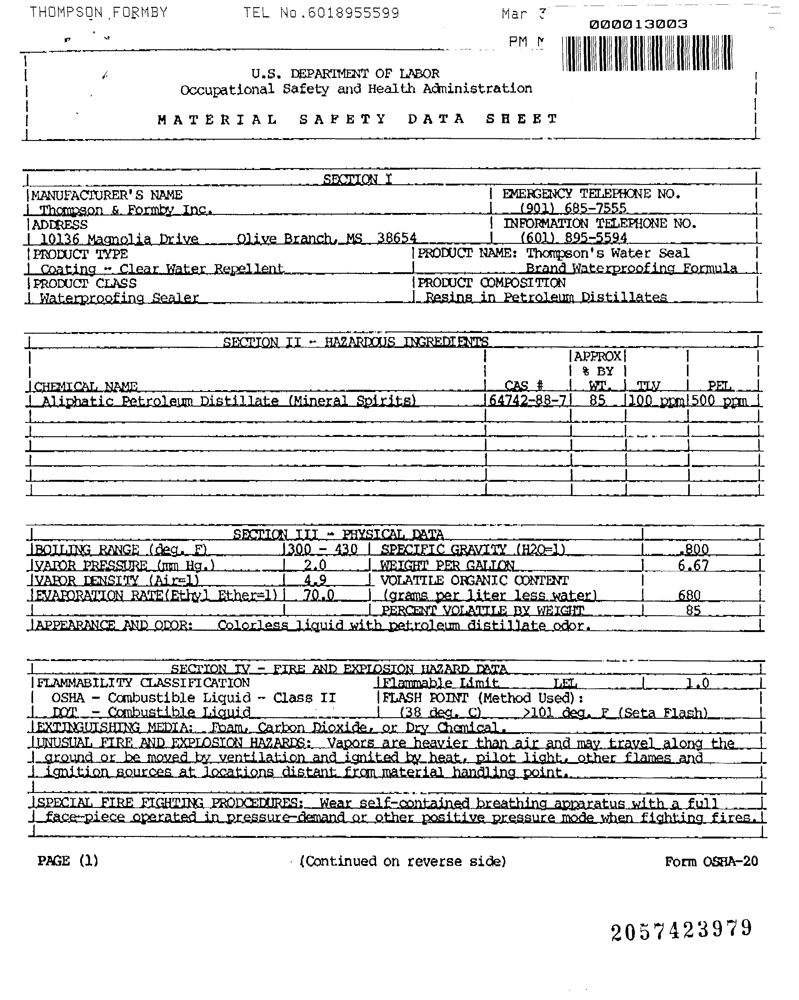 THOMPSON FORMBY TEL No.6018955599 Mar 3
000013003
PM
U.S. DEPARTMENT OF LABOR
Occupational Safety and Health Administration
MATERIAL SAFETY DATA SHEET
SECTION I
MANUFACTURER'S NAME EMERGENCY TELEPHONE NO.
Thompson & Formby Inc. (901) 685-7555
ADDRESS INFORMATION TELEPHONE NO.
10136 Magnolia Drive Olive Branch, MS 38654 (601) 895-5594
PRODUCT TYPE PRODUCT NAME: Thompson's Water Seal
Coating - Clear Water Repellent Brand Waterproofing Formula
PRODUCT CLASS PRODUCT COMPOSITION
Waterproofing Sealer Resins in Petroleum Distillates
SECTION II - HAZARDOUS INGREDIENTS
APPROX
% BY
CHEMICAL NAME CAS # WT. TLV PEL
Aliphatic Petroleum Distillate (Mineral Spirits) 64742-88-7 85 100 ppm 500 ppm
SECTION III - PHYSICAL DATA
BOILING RANGE (deg. F) 300 - 430 SPECIFIC GRAVITY (H2O=1) .800
VAPOR PRESSURE (mm Hg.) 2.0 WEIGHT PER GALLON 6.67
VAPOR DENSITY (Air=1) 4.9 VOLATILE ORGANIC CONTENT
EVAPORATION RATE(Ethyl Ether=1) 70.0 (grams per liter less water) 680
PERCENT VOLATILE BY WEIGHT 85
APPEARANCE AND ODOR: Colorless liquid with petroleum distillate odor.
SECTION IV - FIRE AND EXPLOSION HAZARD DATA
FLAMMABILITY CLASSIFICATION Flammable Limit LEL 1.0
OSHA - Combustible Liquid - Class II FLASH POINT (Method Used):
DOT - Combustible Liquid (38 deg. C) >101 deg. F (Seta Flash)
EXTINGUISHING MEDIA: Foam, Carbon Dioxide, or Dry Chemical.
UNUSUAL FIRE AND EXPLOSION HAZARDS: Vapors are heavier than air and may travel along the
ground or be moved by ventilation and ignited by heat, pilot light, other flames and
ignition sources at locations distant from material handling point.
SPECIAL FIRE FIGHTING PRODCEDURES: Wear self-contained breathing apparatus with a full
face-piece operated in pressure-demand or other positive pressure mode when fighting fires.
PAGE (1) (Continued on reverse side) Form OSHA-20
2057423979